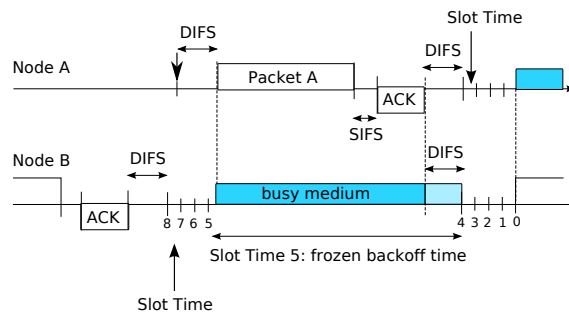 Slot Time
DIFS
DIFS
Node A
Packet A
ACK
SIFS
Node B
DIFS
DIFS
busy medium
ACK
8 7 6 5 4 3 2 1 0
Slot Time 5: frozen backoff time
Slot Time